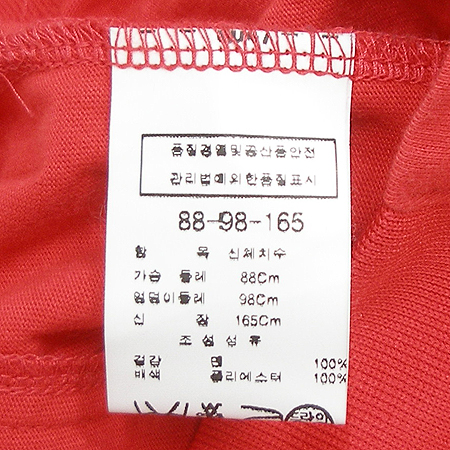 품질경영및공산품안전
관리법에의한품질표시
88-98-165
항 목 신체치수
가슴 둘레 88Cm
엉덩이둘레 98Cm
신 장 165Cm
조성섬유
겉감 면 100%
배색 폴리에스터 100%